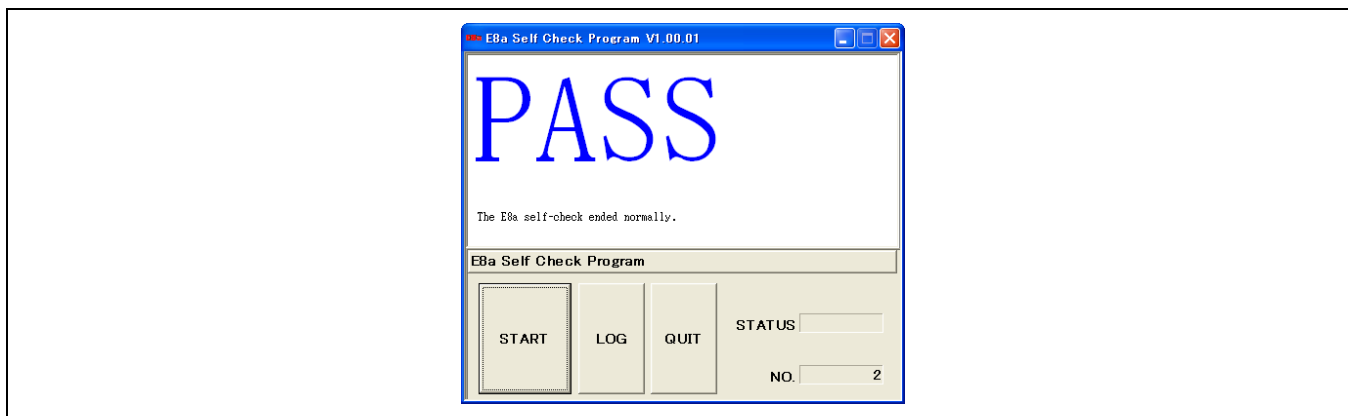 E8a Self Check Program V1.00.01
PASS
The E8a self-check ended normally.
E8a Self Check Program
START
LOG
QUIT
STATUS
NO. 2